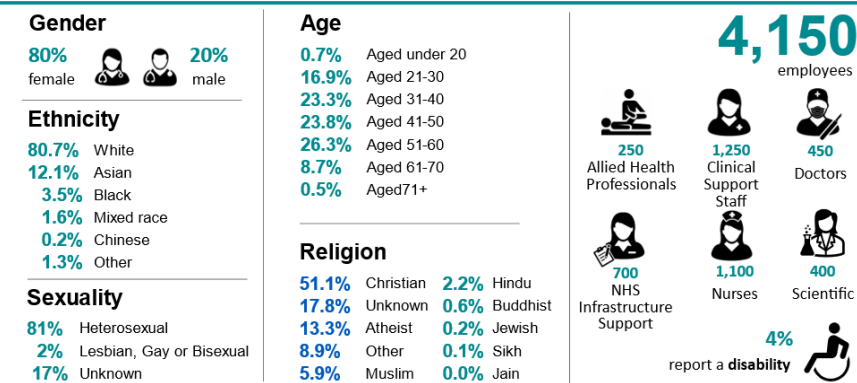 Gender
80% 20%
female male
Ethnicity
80.7% White
12.1% Asian
3.5% Black
1.6% Mixed race
0.2% Chinese
1.3% Other
Sexuality
81% Heterosexual
2% Lesbian, Gay or Bisexual
17% Unknown
Age
0.7% Aged under 20
16.9% Aged 21-30
23.3% Aged 31-40
23.8% Aged 41-50
26.3% Aged 51-60
8.7% Aged 61-70
0.5% Aged71+
Religion
51.1% Christian 2.2% Hindu
17.8% Unknown 0.6% Buddhist
13.3% Atheist 0.2% Jewish
8.9% Other 0.1% Sikh
5.9% Muslim 0.0% Jain
4,150
employees
250
Allied Health
Professionals
1,250
Clinical
Support
Staff
450
Doctors
700
NHS
Infrastructure
Support
1,100
Nurses
400
Scientific
4%
report a disability